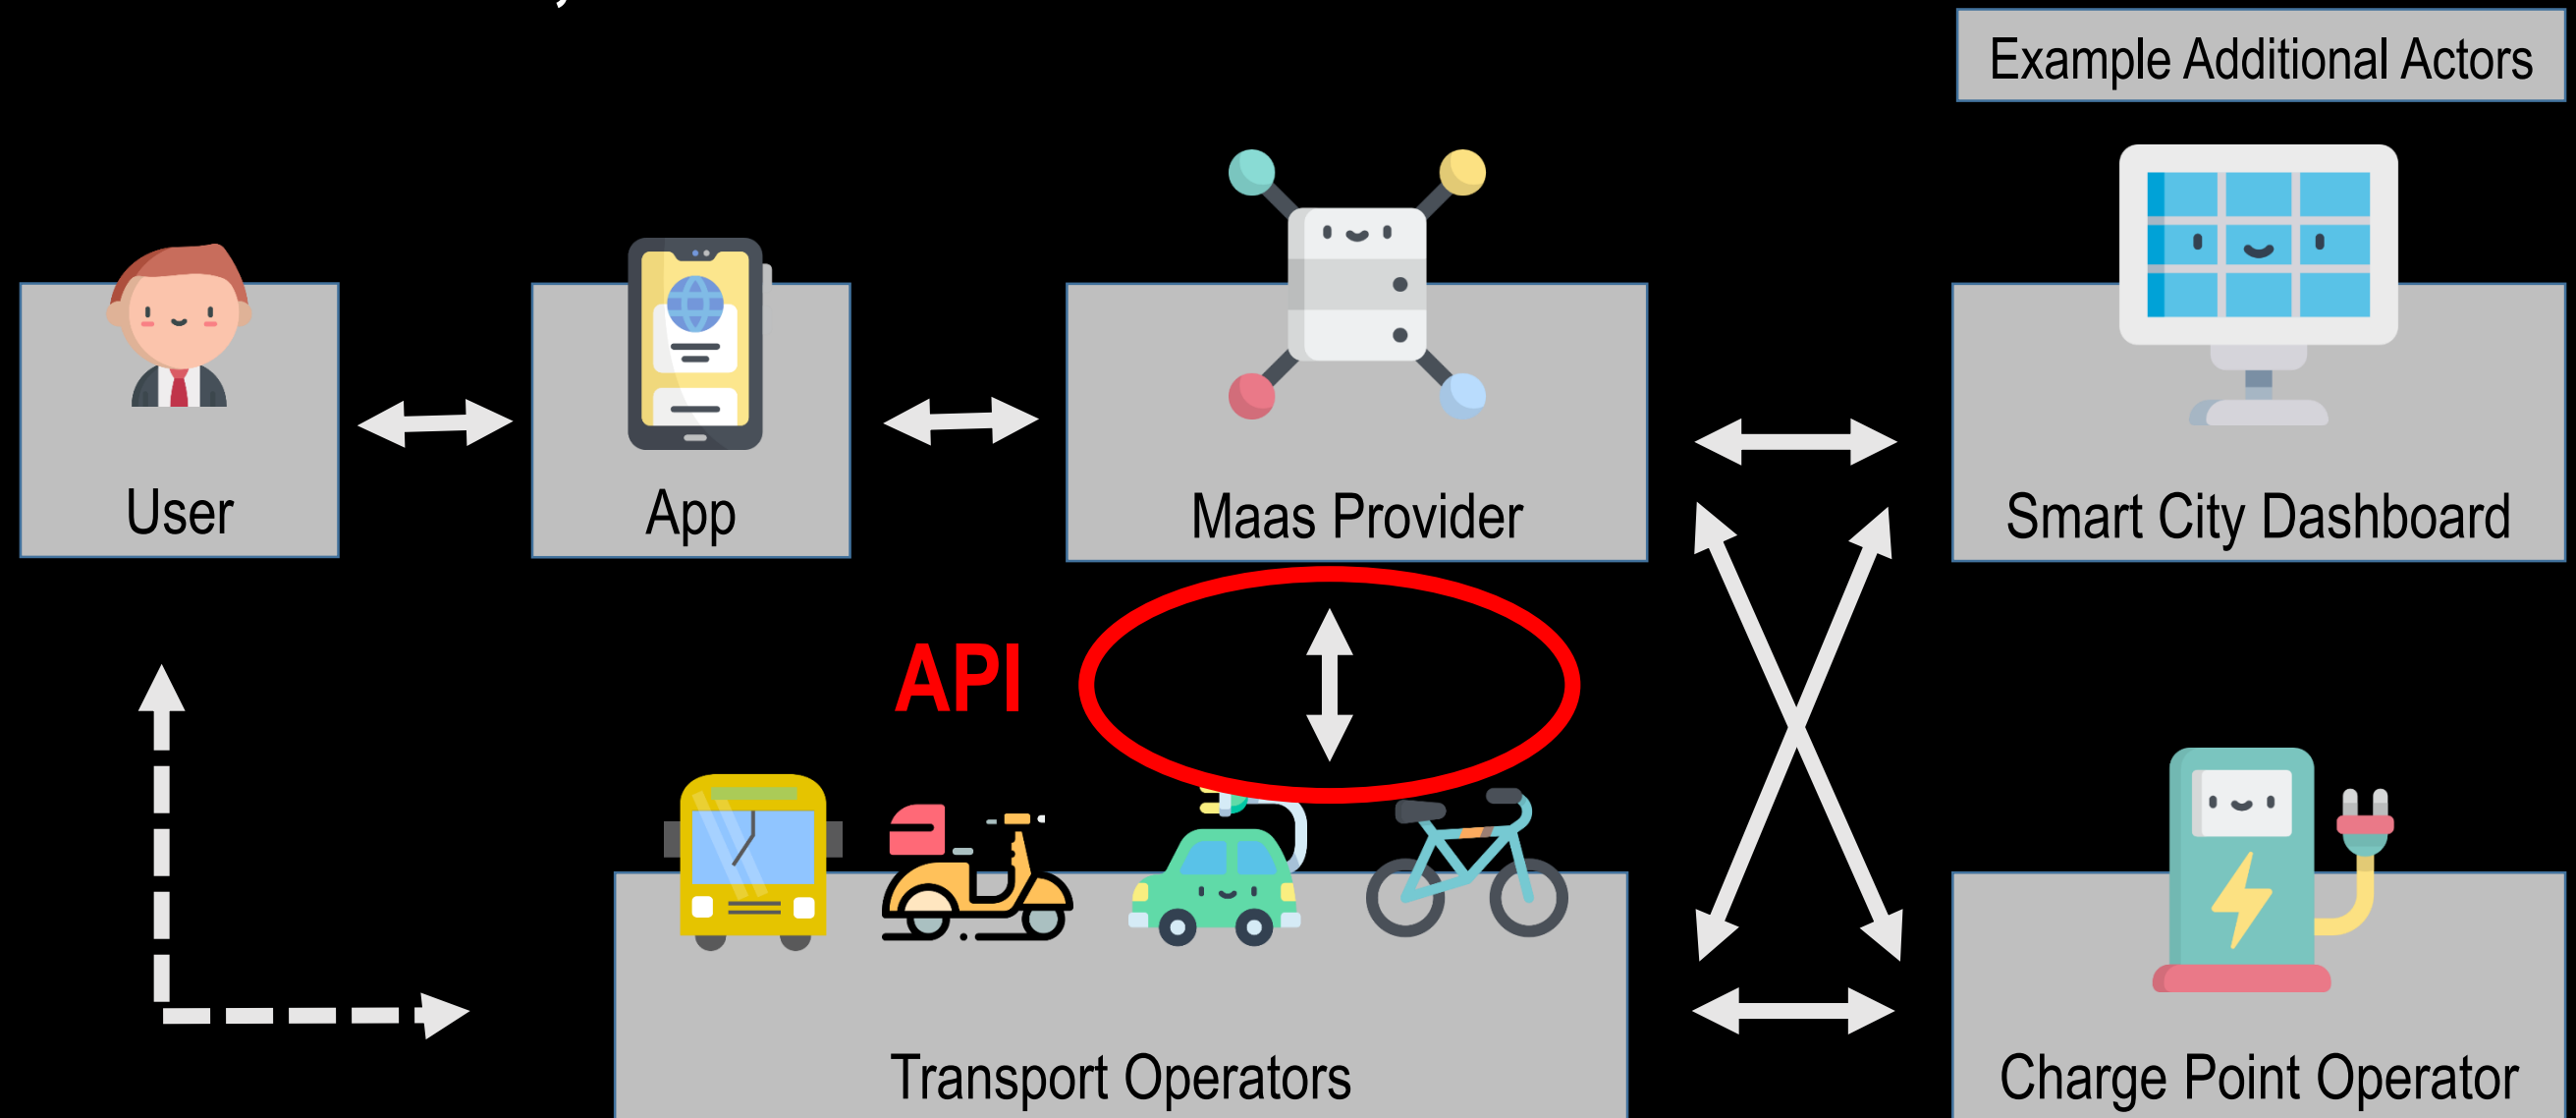 Example Additional Actors
User
App
Maas Provider
Smart City Dashboard
API
Transport Operators
Charge Point Operator